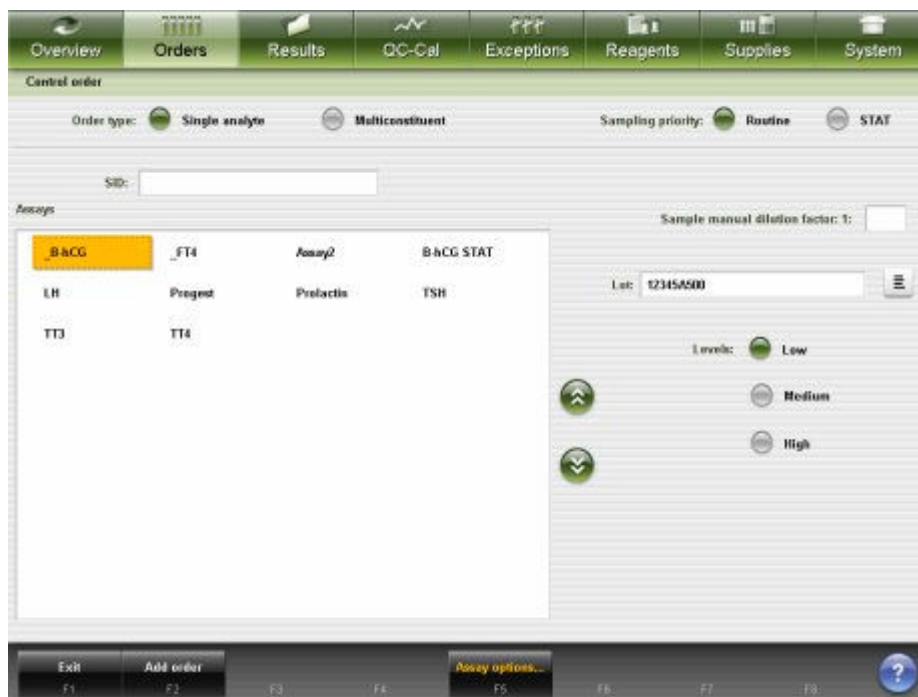 Overview Orders Results QC-Cal Exceptions Reagents Supplies System
Control order
Order type: Single analyte Multiconstituent Sampling priority: Routine STAT
SID:
Assays
Sample manual dilution factor: 1:
_B-hCG _FT4 Assay2 B-hCG STAT
Lot: 12345A500
LH Progest Prolactin TSH
TT3 TT4
Levels: Low
Medium
High
Exit Add order Assay options... ?
F1 F2 F3 F4 F5 F6 F7 F8